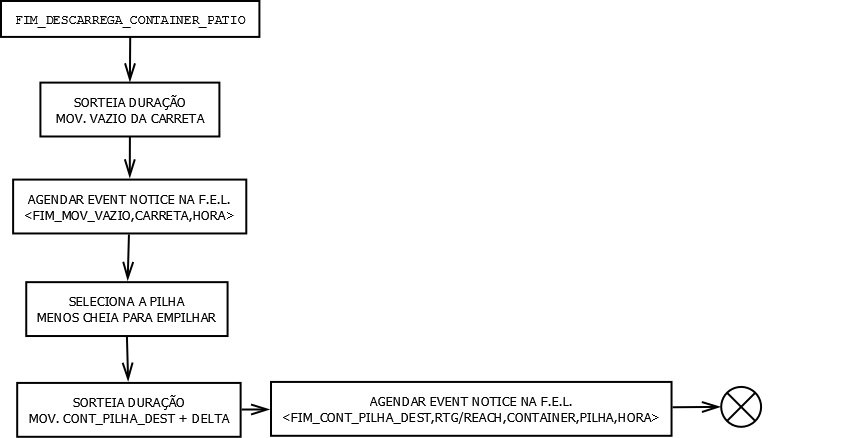 FIM_DESCARREGA_CONTAINER_PATIO
SORTEIA DURAÇÃO
MOV. VAZIO DA CARRETA
AGENDAR EVENT NOTICE NA F.E.L.
<FIM_MOV_VAZIO,CARRETA,HORA>
SELECIONA A PILHA
MENOS CHEIA PARA EMPILHAR
SORTEIA DURAÇÃO
MOV. CONT_PILHA_DEST + DELTA
AGENDAR EVENT NOTICE NA F.E.L.
<FIM_CONT_PILHA_DEST,RTG/REACH,CONTAINER,PILHA,HORA>